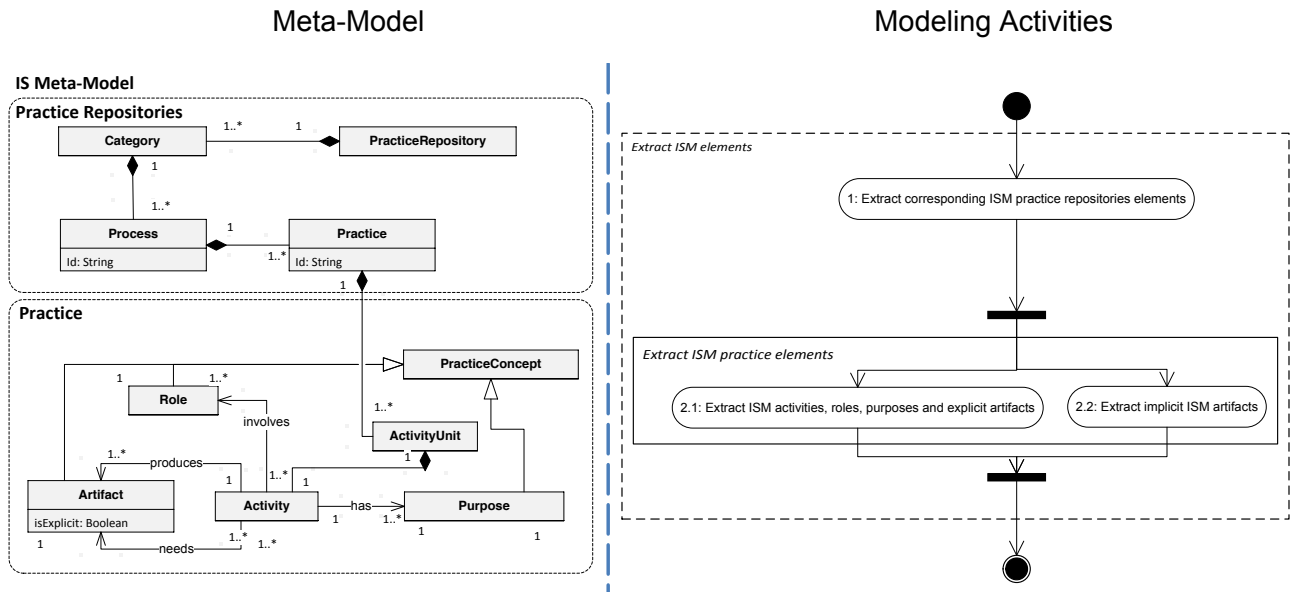 Meta-Model
Modeling Activities
IS Meta-Model
Practice Repositories
1..*
1
Category
PracticeRepository
1
1..*
Process
Id: String
1
1..*
Practice
Id: String
1
Practice
PracticeConcept
1
1..*
Role
involves
1..*
ActivityUnit
1
1..*
produces
1..*
1
1
Artifact
isExplicit: Boolean
Activity
has
1
1..*
Purpose
1
1
1
needs
1..*
1..*
Extract ISM elements
1: Extract corresponding ISM practice repositories elements
Extract ISM practice elements
2.1: Extract ISM activities, roles, purposes and explicit artifacts
2.2: Extract implicit ISM artifacts